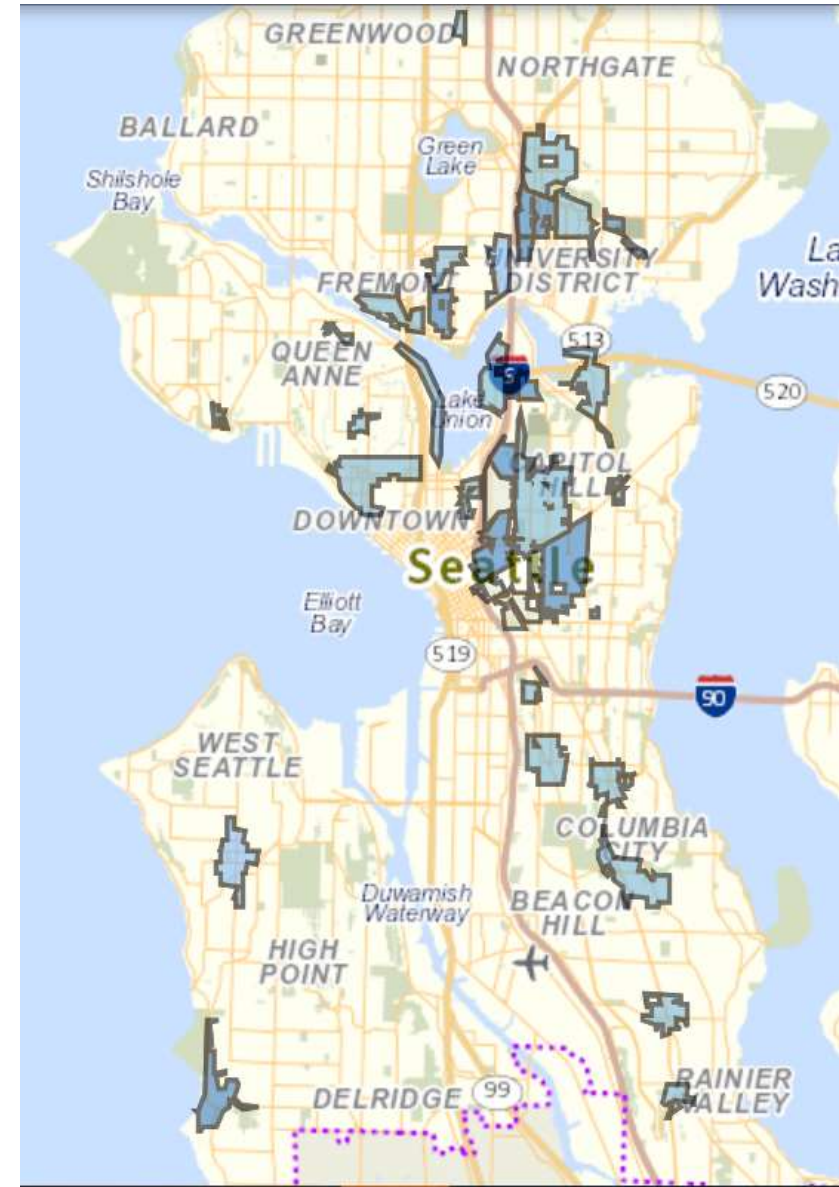 GREENWOOD
NORTHGATE
BALLARD
Green
Lake
Shilshole
Bay
La
Wash
UNIVERSITY
DISTRICT
FREMONT
513
QUEEN
ANNE
5
520
Lake
Union
CAPITOL
HILL
DOWNTOWN
Seattle
Elliott
Bay
519
90
WEST
SEATTLE
COLUMBIA
CITY
Duwamish
Waterway
BEACON
HILL
HIGH
POINT
RAINIER
VALLEY
DELRIDGE
99